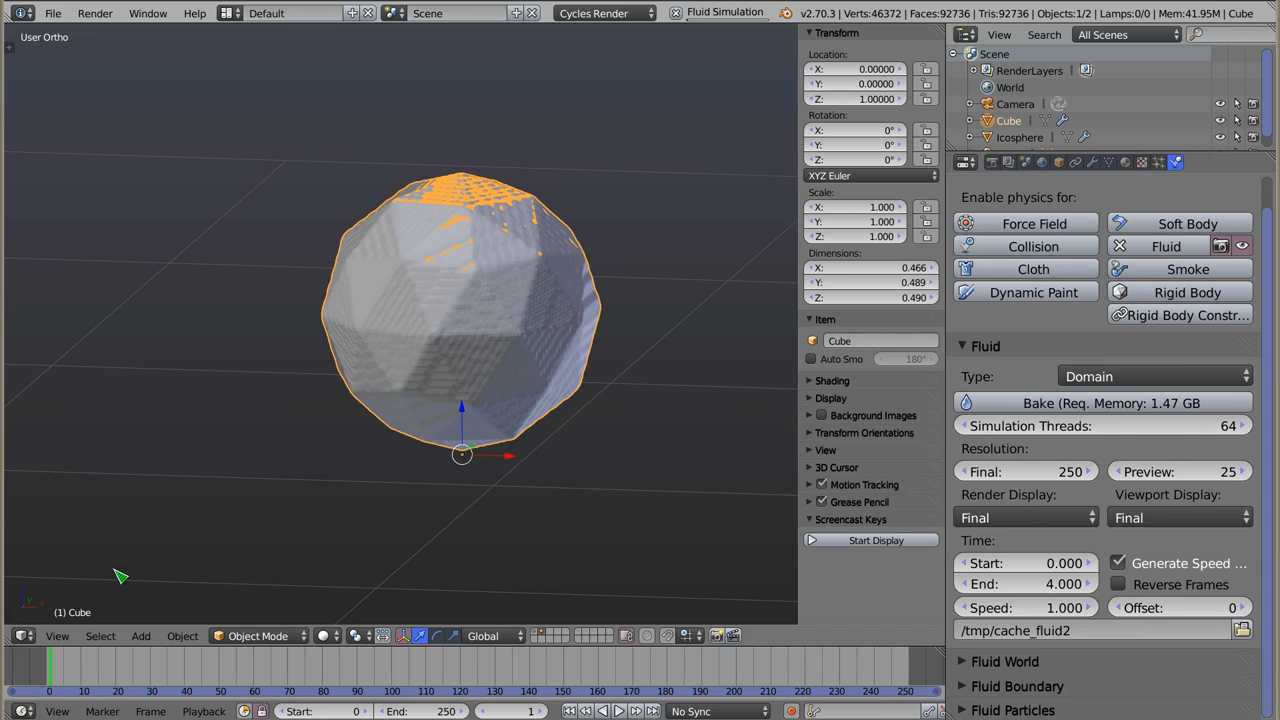 File Render Window Help Default Scene Cycles Render Fluid Simulation v2.70.3 | Verts:46372 | Faces:92736 | Tris:92736 | Objects:1/2 | Lamps:0/0 | Mem:41.95M | Cube
User Ortho
(1) Cube
View Select Add Object Object Mode Global
Transform
Location:
X: 0.00000
Y: 0.00000
Z: 1.00000
Rotation:
X: 0°
Y: 0°
Z: 0°
XYZ Euler
Scale:
X: 1.000
Y: 1.000
Z: 1.000
Dimensions:
X: 0.466
Y: 0.489
Z: 0.490
Item
Cube
Auto Smo 180°
Shading
Display
Background Images
Transform Orientations
View
3D Cursor
Motion Tracking
Grease Pencil
Screencast Keys
Start Display
View Search All Scenes
Scene
RenderLayers
World
Camera
Cube
Icosphere
Enable physics for:
Force Field Soft Body
Collision Fluid
Cloth Smoke
Dynamic Paint Rigid Body
Rigid Body Constr...
Fluid
Type: Domain
Bake (Req. Memory: 1.47 GB
Simulation Threads: 64
Resolution:
Final: 250 Preview: 25
Render Display: Viewport Display:
Final Final
Time:
Start: 0.000 Generate Speed ...
End: 4.000 Reverse Frames
Speed: 1.000 Offset: 0
/tmp/cache_fluid2
Fluid World
Fluid Boundary
Fluid Particles
0 10 20 30 40 50 60 70 80 90 100 110 120 130 140 150 160 170 180 190 200 210 220 230 240 250
View Marker Frame Playback Start: 0 End: 250 1 No Sync